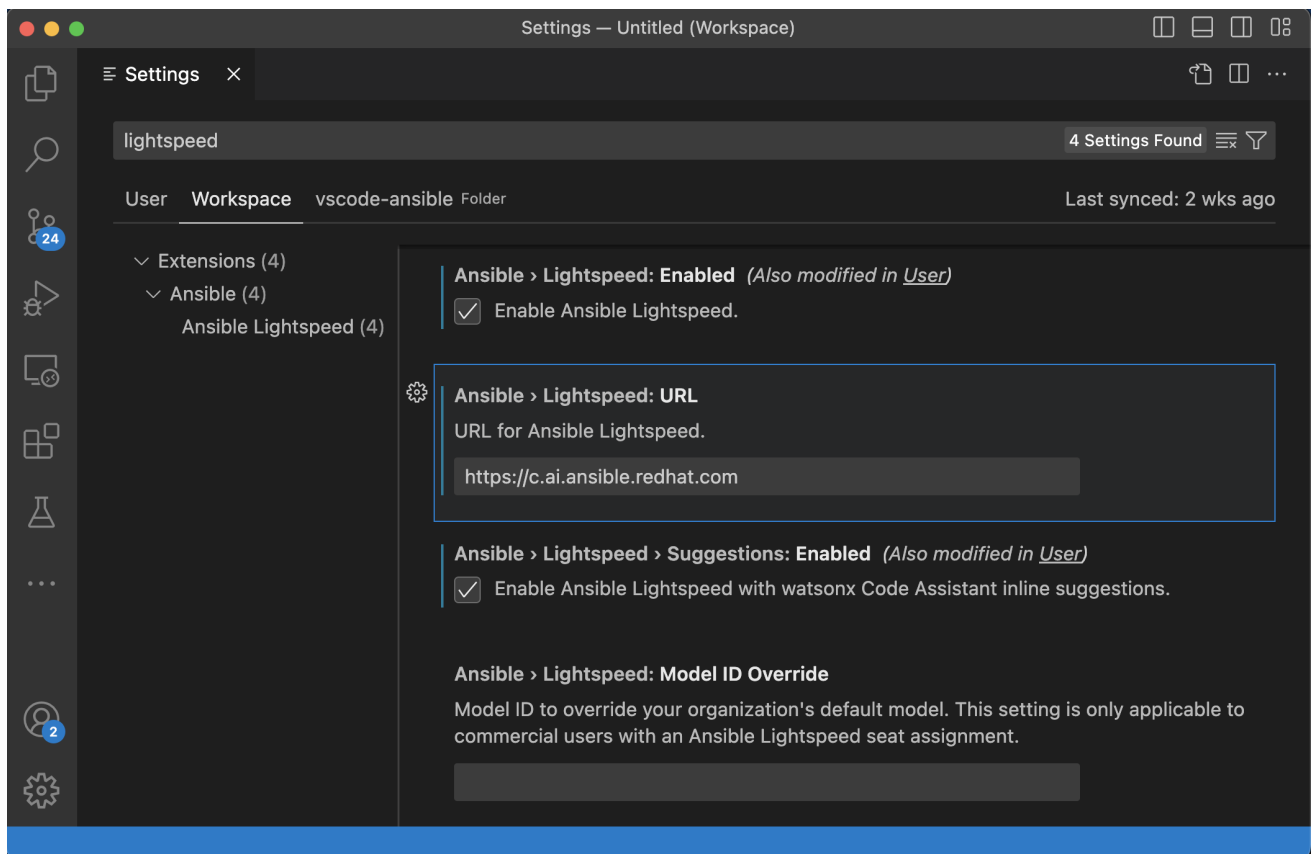 Settings — Untitled (Workspace)
Settings
lightspeed
4 Settings Found
User Workspace vscode-ansible Folder
Last synced: 2 wks ago
24
Extensions (4)
Ansible (4)
Ansible Lightspeed (4)
Ansible › Lightspeed: Enabled (Also modified in User)
Enable Ansible Lightspeed.
Ansible › Lightspeed: URL
URL for Ansible Lightspeed.
https://c.ai.ansible.redhat.com
Ansible › Lightspeed › Suggestions: Enabled (Also modified in User)
Enable Ansible Lightspeed with watsonx Code Assistant inline suggestions.
Ansible › Lightspeed: Model ID Override
Model ID to override your organization's default model. This setting is only applicable to
commercial users with an Ansible Lightspeed seat assignment.
2